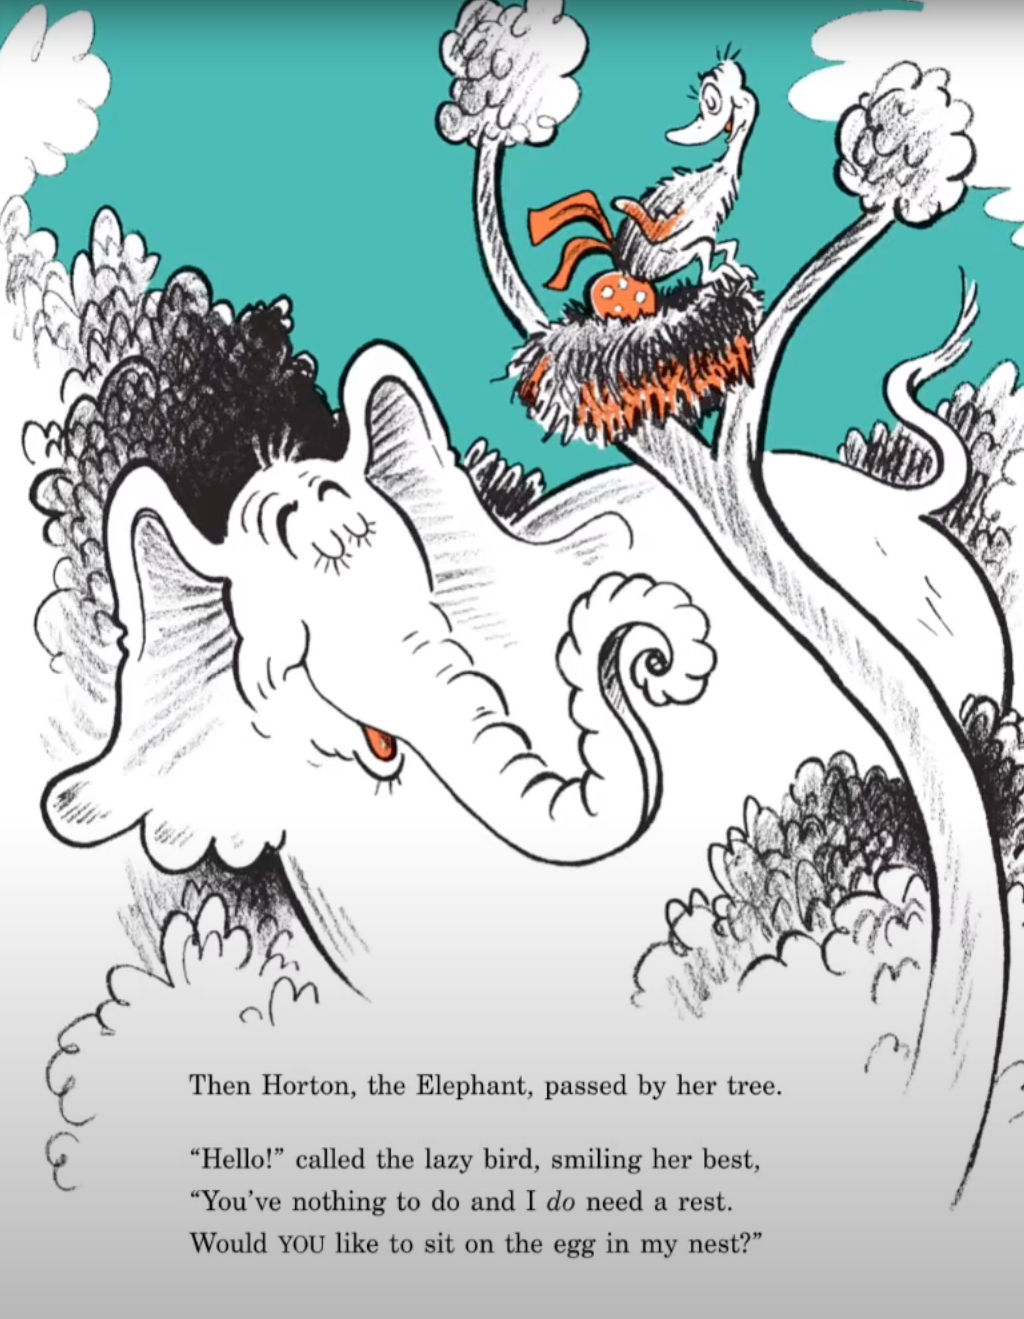 Then Horton, the Elephant, passed by her tree.
“Hello!” called the lazy bird, smiling her best,
“You’ve nothing to do and I do need a rest.
Would YOU like to sit on the egg in my nest?”